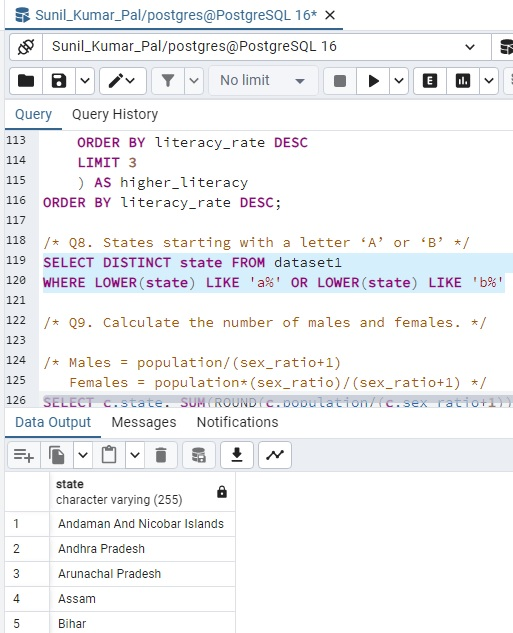 Sunil_Kumar_Pal/postgres@PostgreSQL 16*
Sunil_Kumar_Pal/postgres@PostgreSQL 16
No limit
E
Query Query History
113 ORDER BY literacy_rate DESC
114 LIMIT 3
115 ) AS higher_literacy
116 ORDER BY literacy_rate DESC;
117
118 /* Q8. States starting with a letter ‘A’ or ‘B’ */
119 SELECT DISTINCT state FROM dataset1
120 WHERE LOWER(state) LIKE 'a%' OR LOWER(state) LIKE 'b%'
121
122 /* Q9. Calculate the number of males and females. */
123
124 /* Males = population/(sex_ratio+1)
125 Females = population*(sex_ratio)/(sex_ratio+1) */
126 SELECT c.state, SUM(ROUND(c.population/(c.sex_ratio+1))
Data Output Messages Notifications
state
character varying (255)
1 Andaman And Nicobar Islands
2 Andhra Pradesh
3 Arunachal Pradesh
4 Assam
5 Bihar